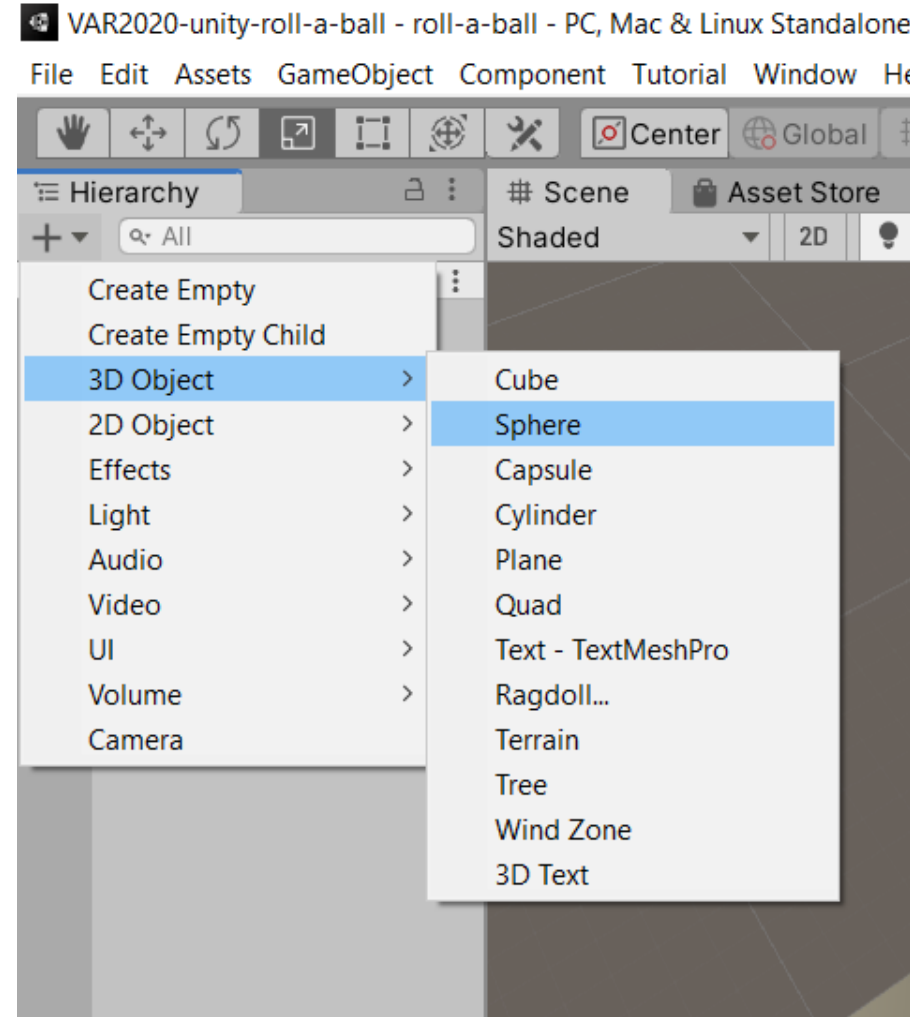 VAR2020-unity-roll-a-ball - roll-a-ball - PC, Mac & Linux Standalone
File Edit Assets GameObject Component Tutorial Window
Center Global
Hierarchy
All
# Scene Asset Store
Shaded 2D
Create Empty
Create Empty Child
3D Object >
2D Object >
Effects >
Light >
Audio >
Video >
UI >
Volume >
Camera
Cube
Sphere
Capsule
Cylinder
Plane
Quad
Text - TextMeshPro
Ragdoll...
Terrain
Tree
Wind Zone
3D Text